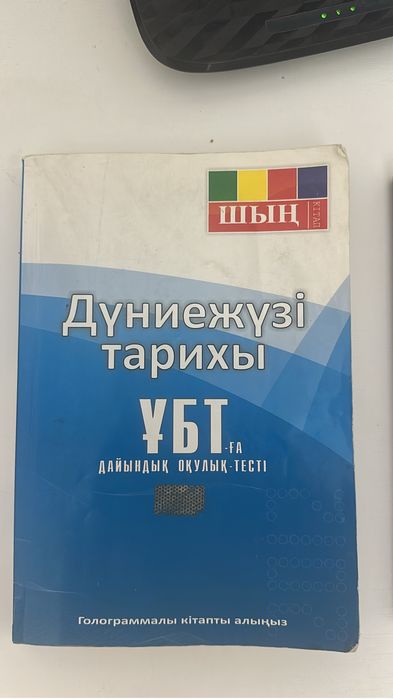 ШЫҢ
КІТАП
Дүниежүзі
тарихы
ҰБТ-ҒА
ДАЙЫНДЫҚ ОҚУЛЫҚ-ТЕСТІ
Голограммалы кітапты алыңыз